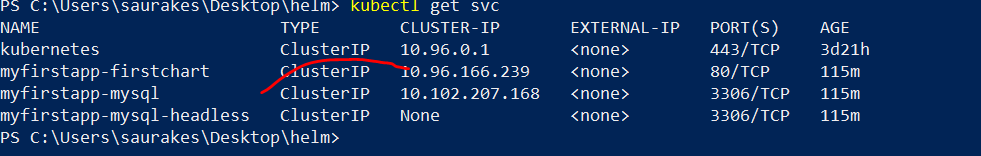 PS C:\Users\saurakes\Desktop\helm> kubectl get svc
NAME TYPE CLUSTER-IP EXTERNAL-IP PORT(S) AGE
kubernetes ClusterIP 10.96.0.1 <none> 443/TCP 3d21h
myfirstapp-firstchart ClusterIP 10.96.166.239 <none> 80/TCP 115m
myfirstapp-mysql ClusterIP 10.102.207.168 <none> 3306/TCP 115m
myfirstapp-mysql-headless ClusterIP None <none> 3306/TCP 115m
PS C:\Users\saurakes\Desktop\helm>